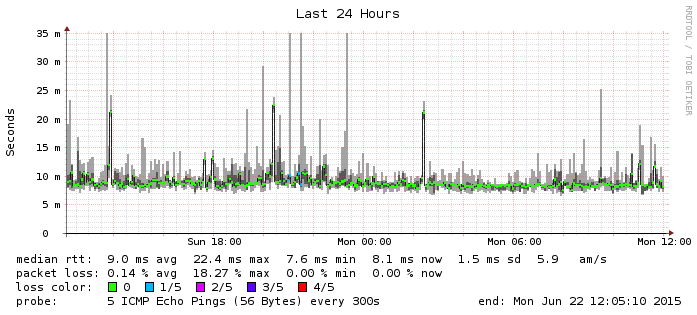 Last 24 Hours
RRDTOOL / TOBI OETIKER
Seconds
35 m
30 m
25 m
20 m
15 m
10 m
5 m
0
Sun 18:00 Mon 00:00 Mon 06:00 Mon 12:00
median rtt: 9.0 ms avg 22.4 ms max 7.6 ms min 8.1 ms now 1.5 ms sd 5.9 am/s
packet loss: 0.14 % avg 18.27 % max 0.00 % min 0.00 % now
loss color: 0 1/5 2/5 3/5 4/5
probe: 5 ICMP Echo Pings (56 Bytes) every 300s end: Mon Jun 22 12:05:10 2015